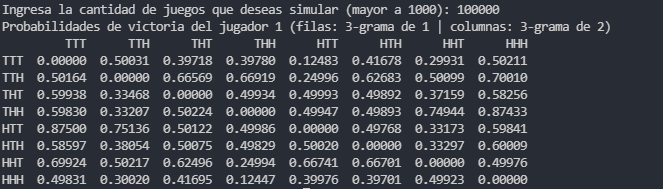 Ingresa la cantidad de juegos que deseas simular (mayor a 1000): 100000
Probabilidades de victoria del jugador 1 (filas: 3-grama de 1 | columnas: 3-grama de 2)
TTT TTH THT THH HTT HTH HHT HHH
TTT 0.00000 0.50031 0.39718 0.39780 0.12483 0.41678 0.29931 0.50211
TTH 0.50164 0.00000 0.66569 0.66919 0.24996 0.62683 0.50099 0.70010
THT 0.59938 0.33468 0.00000 0.49934 0.49993 0.49892 0.37159 0.58256
THH 0.59830 0.33207 0.50224 0.00000 0.49947 0.49893 0.74944 0.87433
HTT 0.87500 0.75136 0.50122 0.49986 0.00000 0.49768 0.33173 0.59841
HTH 0.58597 0.38054 0.50075 0.49829 0.50020 0.00000 0.33297 0.60009
HHT 0.69924 0.50217 0.62496 0.24994 0.66741 0.66701 0.00000 0.49976
HHH 0.49831 0.30020 0.41695 0.12447 0.39976 0.39701 0.49923 0.00000